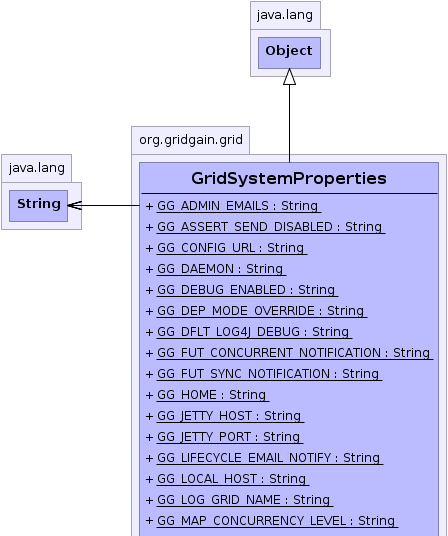 java.lang
Object
org.gridgain.grid
java.lang
String
GridSystemProperties
+ GG_ADMIN_EMAILS : String
+ GG_ASSERT_SEND_DISABLED : String
+ GG_CONFIG_URL : String
+ GG_DAEMON : String
+ GG_DEBUG_ENABLED : String
+ GG_DEP_MODE_OVERRIDE : String
+ GG_DFLT_LOG4J_DEBUG : String
+ GG_FUT_CONCURRENT_NOTIFICATION : String
+ GG_FUT_SYNC_NOTIFICATION : String
+ GG_HOME : String
+ GG_JETTY_HOST : String
+ GG_JETTY_PORT : String
+ GG_LIFECYCLE_EMAIL_NOTIFY : String
+ GG_LOCAL_HOST : String
+ GG_LOG_GRID_NAME : String
+ GG_MAP_CONCURRENCY_LEVEL : String